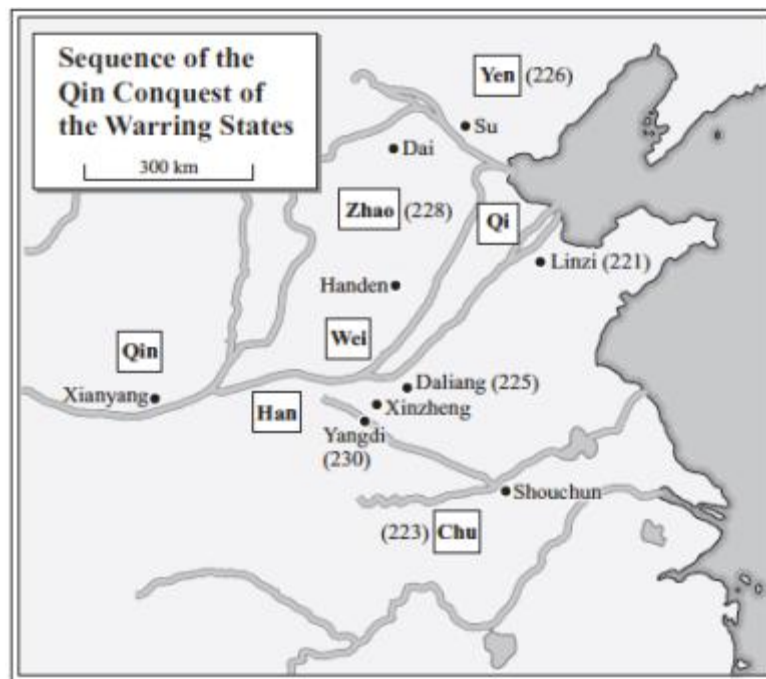 Sequence of the
Qin Conquest of
the Warring States
300 km
Yen (226)
Su
Dai
Zhao (228)
Qi
Linzi (221)
Handen
Wei
Qin
Xianyang
Daliang (225)
Xinzheng
Han
Yangdi
(230)
Shouchun
(223) Chu